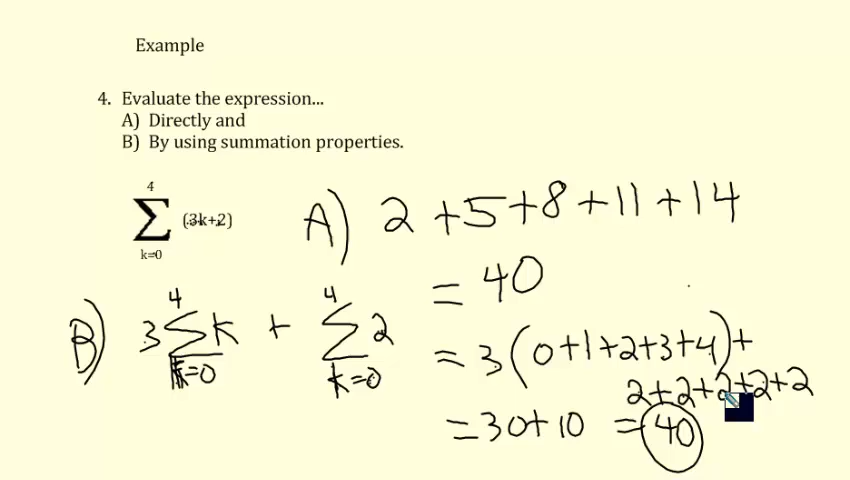 Example
4. Evaluate the expression...
A) Directly and
B) By using summation properties.
4
∑ (3k+2)
k=0
A) 2 + 5 + 8 + 11 + 14
= 40
B) 3 4∑k=0 k + 4∑k=0 2
= 3 (0+1+2+3+4) +
2+2+2+2+2
= 30+10 = 40